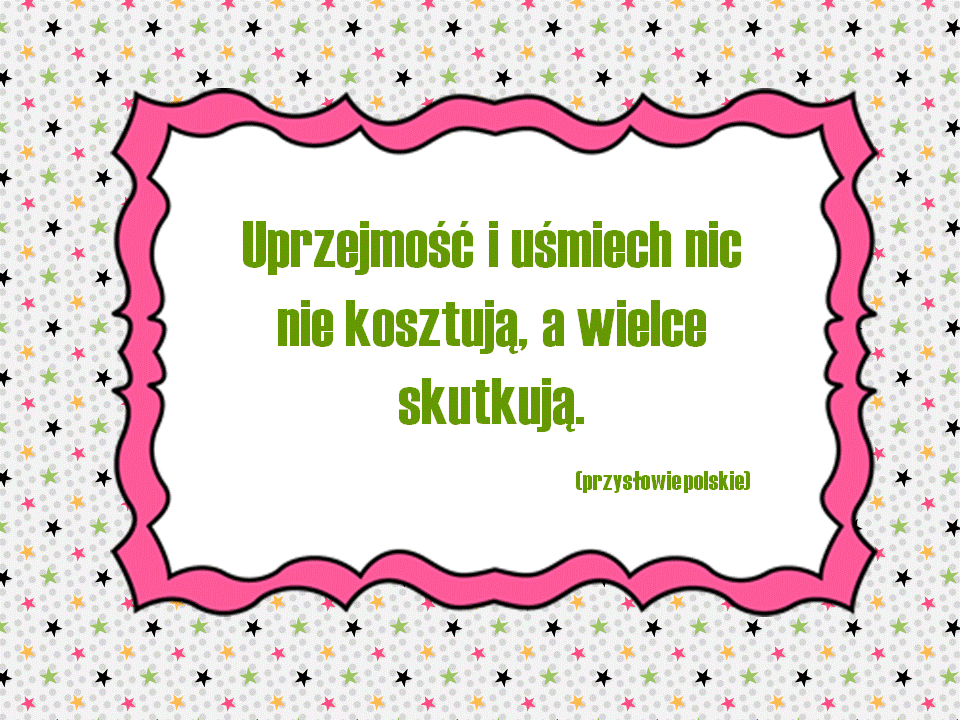 Uprzejmość i uśmiech nic
nie kosztują, a wielce
skutkują.
(przysłowie polskie)